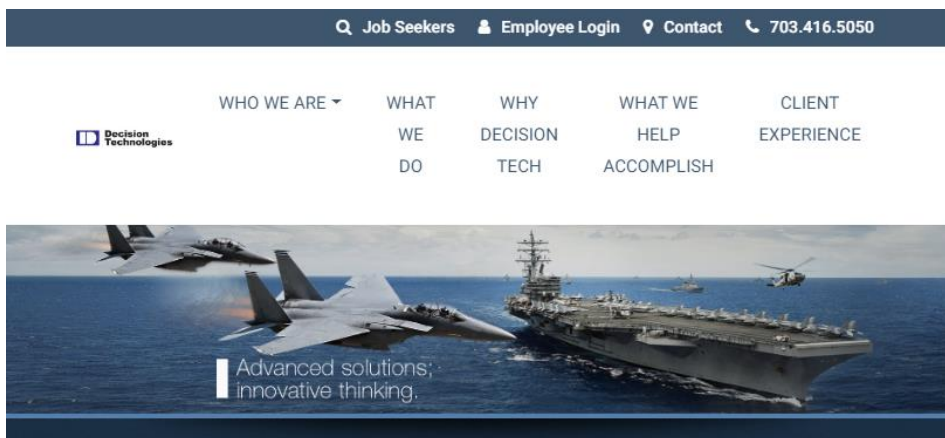 Job Seekers Employee Login Contact 703.416.5050
WHO WE ARE WHAT WE DO WHY DECISION TECH WHAT WE HELP ACCOMPLISH CLIENT EXPERIENCE
Decision
Technologies
Advanced solutions;
innovative thinking.